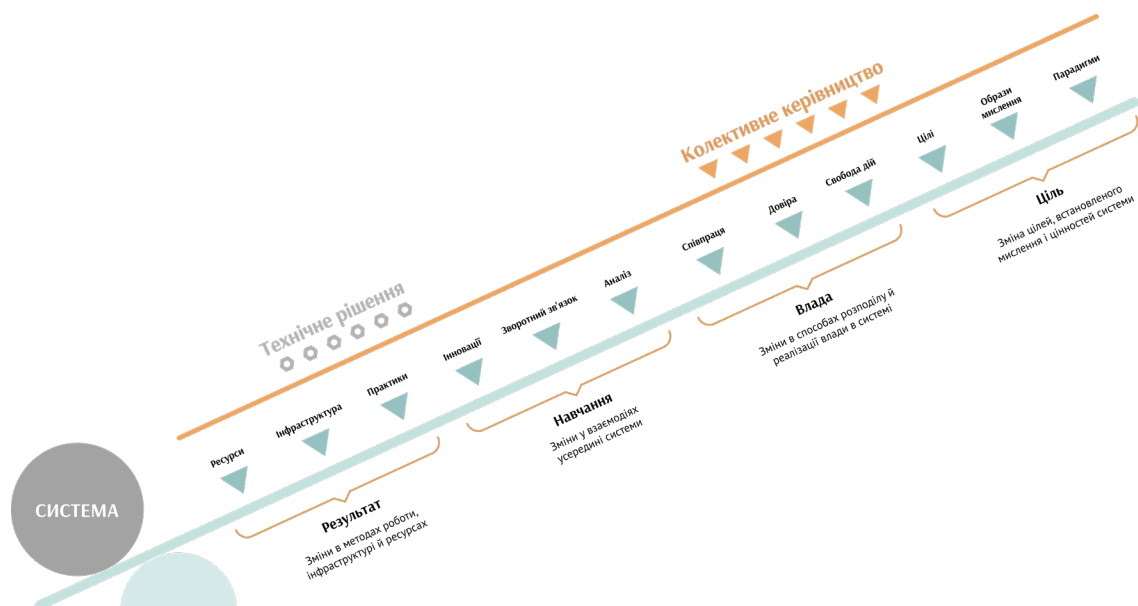 Колективне керівництво
Технічне рішення
Ресурси
Інфраструктура
Практики
Інновації
Зворотний зв'язок
Аналіз
Співпраця
Довіра
Свобода дій
Цілі
Образи
мислення
Парадигми
СИСТЕМА
Результат
Зміни в методах роботи,
інфраструктурі й ресурсах
Навчання
Зміни у взаємодіях
усередині системи
Влада
Зміни в способах розподілу й
реалізації влади в системі
Ціль
Зміна цілей, встановленого
мислення і цінностей системи